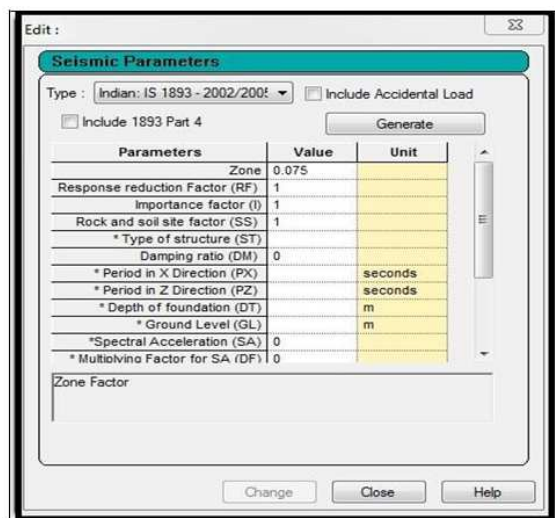 Edit :
Seismic Parameters
Type : Indian: IS 1893 - 2002/200 Include Accidental Load
Include 1893 Part 4 Generate
Parameters Value Unit
Zone 0.075
Response reduction Factor (RF) 1
Importance factor (I) 1
Rock and soil site factor (SS) 1
* Type of structure (ST)
Damping ratio (DM) 0
* Period in X Direction (PX) seconds
* Period in Z Direction (PZ) seconds
* Depth of foundation (DT) m
* Ground Level (GL) m
*Spectral Acceleration (SA) 0
* Multiplying Factor for SA (DF) 0
Zone Factor
Change Close Help